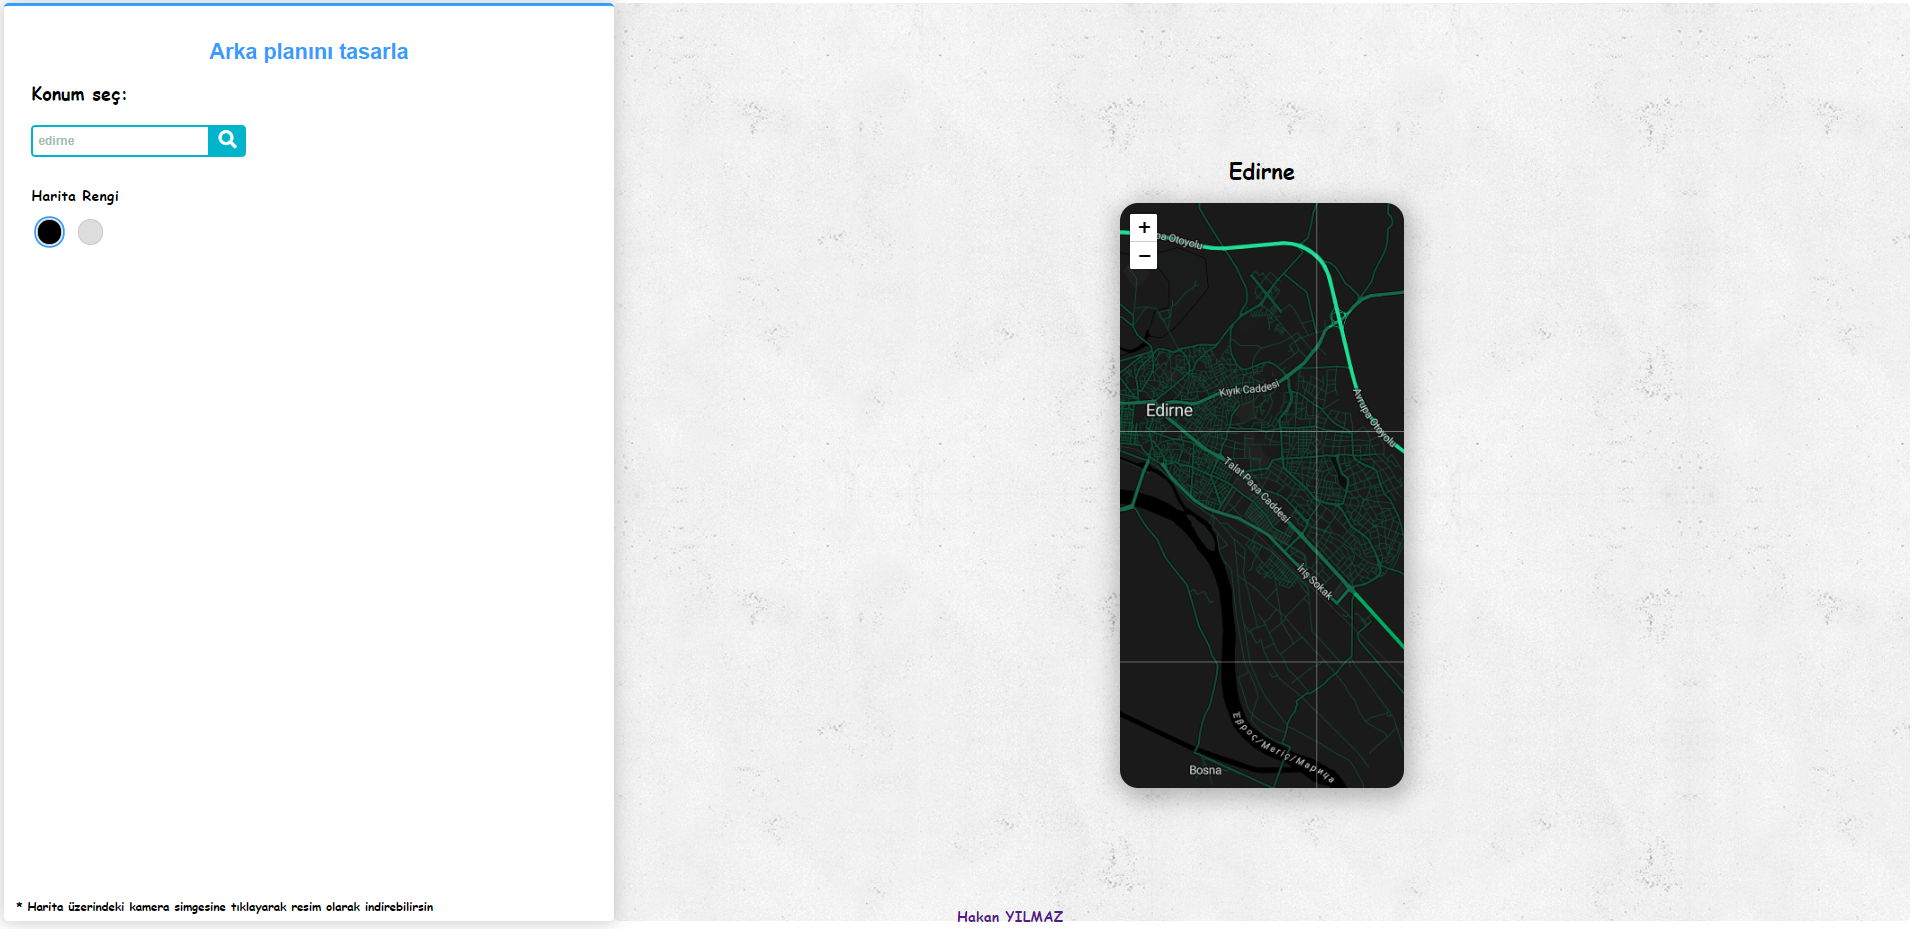 Arka planını tasarla
Konum seç:
edirne
Harita Rengi
* Harita üzerindeki kamera simgesine tıklayarak resim olarak indirebilirsin
Edirne
+
−
pa Otoyolu
Kıyık Caddesi
Edirne
Avrupa Otoyolu
Talat Paşa Caddesi
İriş Sokak
Έβρος/Meriç/Марица
Bosna
Hakan YILMAZ